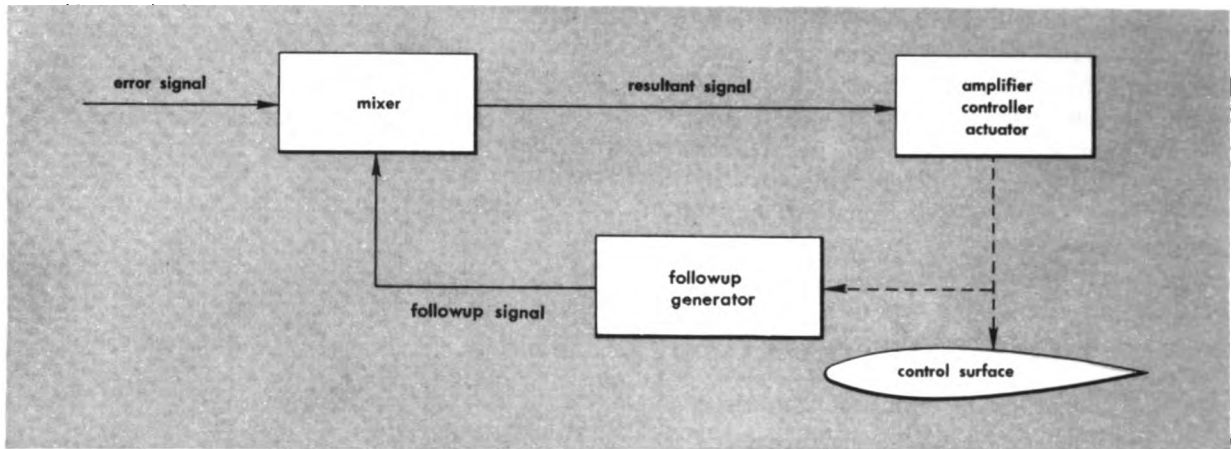 error signal
mixer
resultant signal
amplifier
controller
actuator
followup
generator
followup signal
control surface